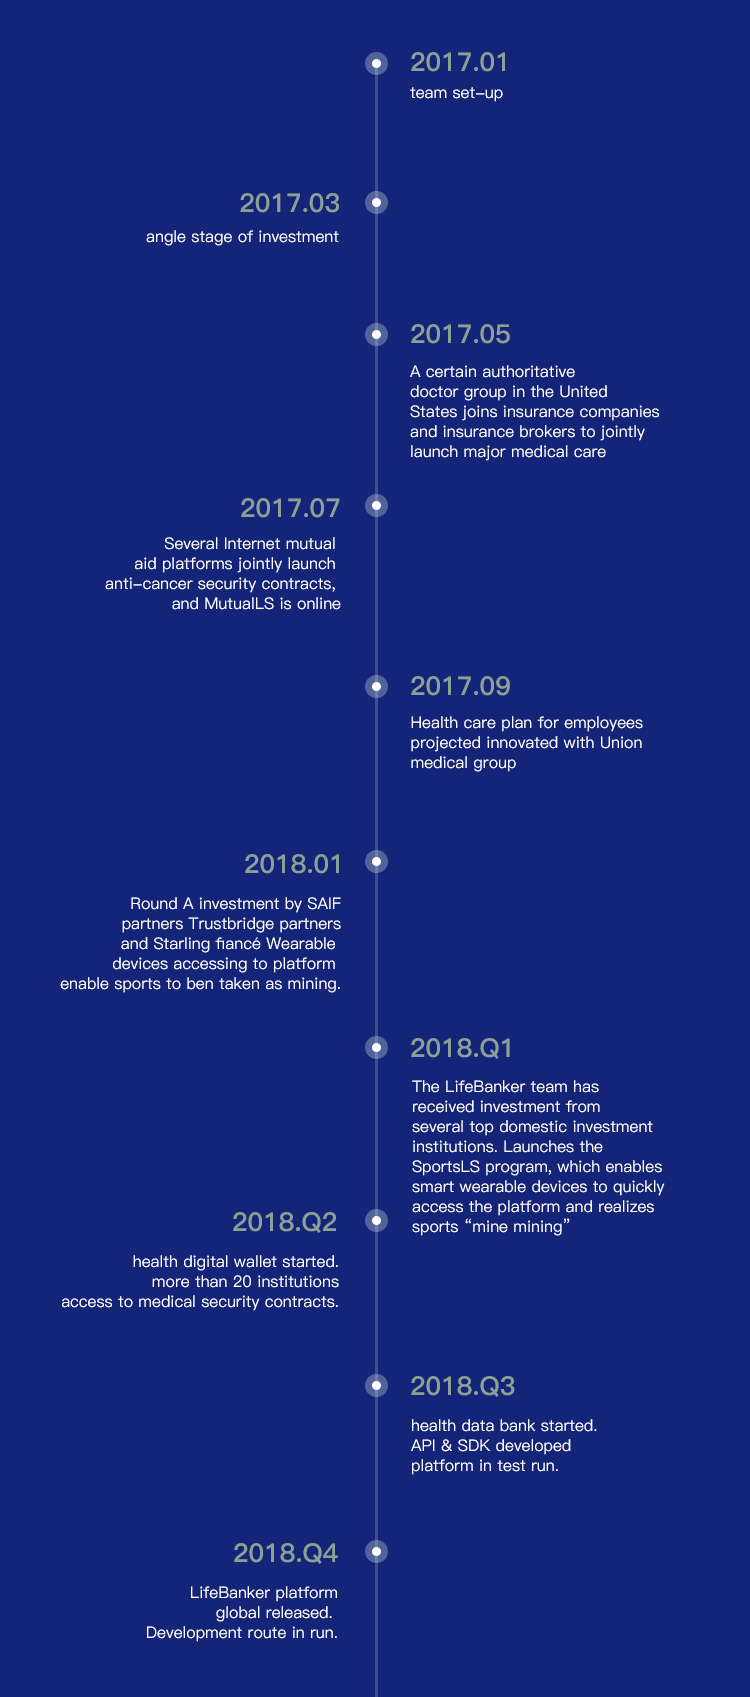 2017.01
team set-up
2017.03
angle stage of investment
2017.05
A certain authoritative
doctor group in the United
States joins insurance companies
and insurance brokers to jointly
launch major medical care
2017.07
Several Internet mutual
aid platforms jointly launch
anti-cancer security contracts,
and MutualLS is online
2017.09
Health care plan for employees
projected innovated with Union
medical group
2018.01
Round A investment by SAIF
partners Trustbridge partners
and Starling fiancé Wearable
devices accessing to platform
enable sports to ben taken as mining.
2018.Q1
The LifeBanker team has
received investment from
several top domestic investment
institutions. Launches the
SportsLS program, which enables
smart wearable devices to quickly
access the platform and realizes
sports “mine mining”
2018.Q2
health digital wallet started.
more than 20 institutions
access to medical security contracts.
2018.Q3
health data bank started.
API & SDK developed
platform in test run.
2018.Q4
LifeBanker platform
global released.
Development route in run.